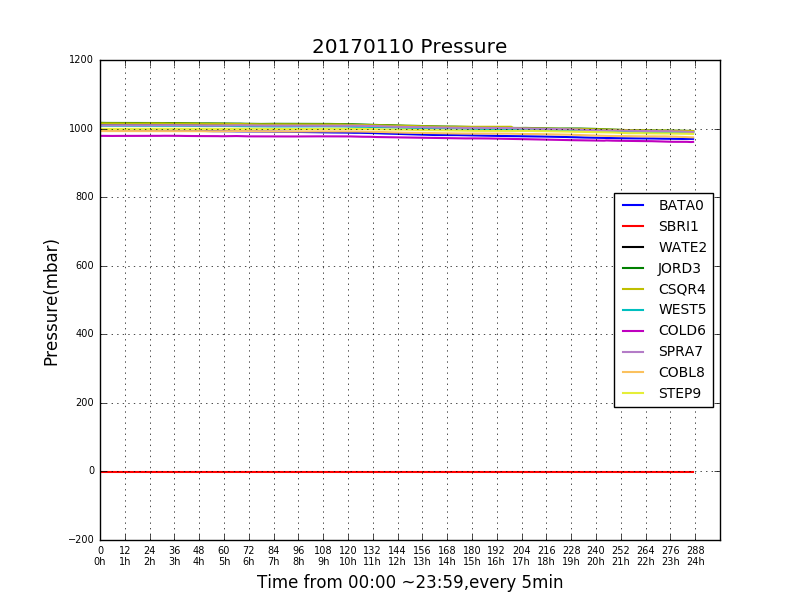 20170110 Pressure
1200
1000
800
600
400
200
0
−200
Pressure(mbar)
BATA0
SBRI1
WATE2
JORD3
CSQR4
WEST5
COLD6
SPRA7
COBL8
STEP9
0 12 24 36 48 60 72 84 96 108 120 132 144 156 168 180 192 204 216 228 240 252 264 276 288
0h 1h 2h 3h 4h 5h 6h 7h 8h 9h 10h 11h 12h 13h 14h 15h 16h 17h 18h 19h 20h 21h 22h 23h 24h
Time from 00:00 ~23:59,every 5min